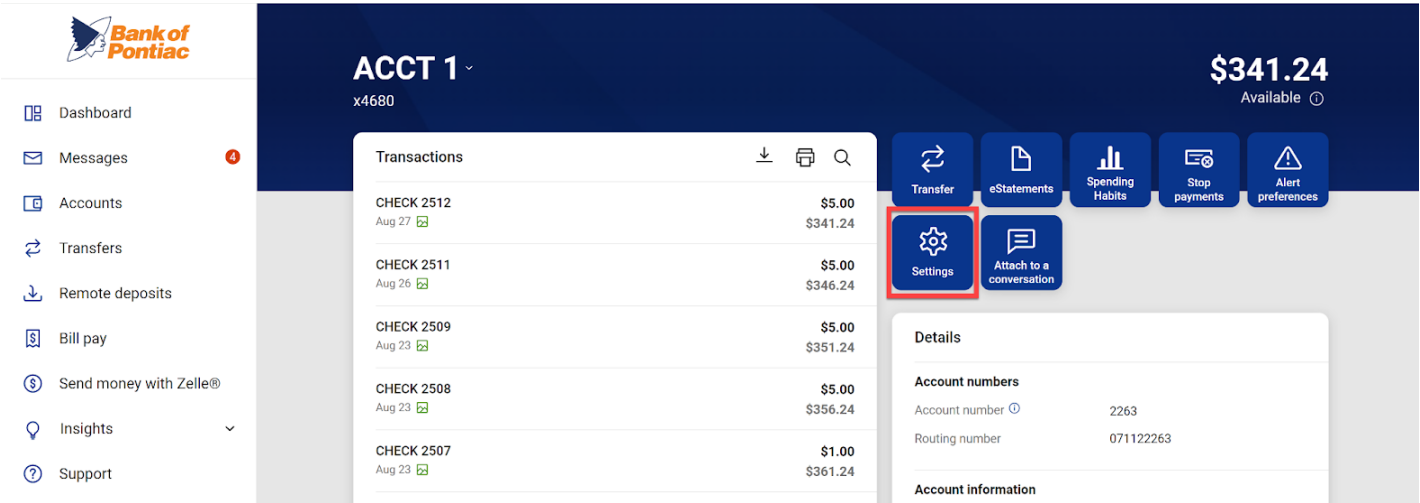 Bank of
Pontiac
Dashboard
Messages
4
Accounts
Transfers
Remote deposits
Bill pay
Send money with Zelle®
Insights
Support
ACCT 1
x4680
$341.24
Available
Transactions
CHECK 2512
$5.00
Aug 27
$341.24
CHECK 2511
$5.00
Aug 26
$346.24
CHECK 2509
$5.00
Aug 23
$351.24
CHECK 2508
$5.00
Aug 23
$356.24
CHECK 2507
$1.00
Aug 23
$361.24
Transfer
eStatements
Spending
Habits
Stop
payments
Alert
preferences
Settings
Attach to a
conversation
Details
Account numbers
Account number
2263
Routing number
071122263
Account information